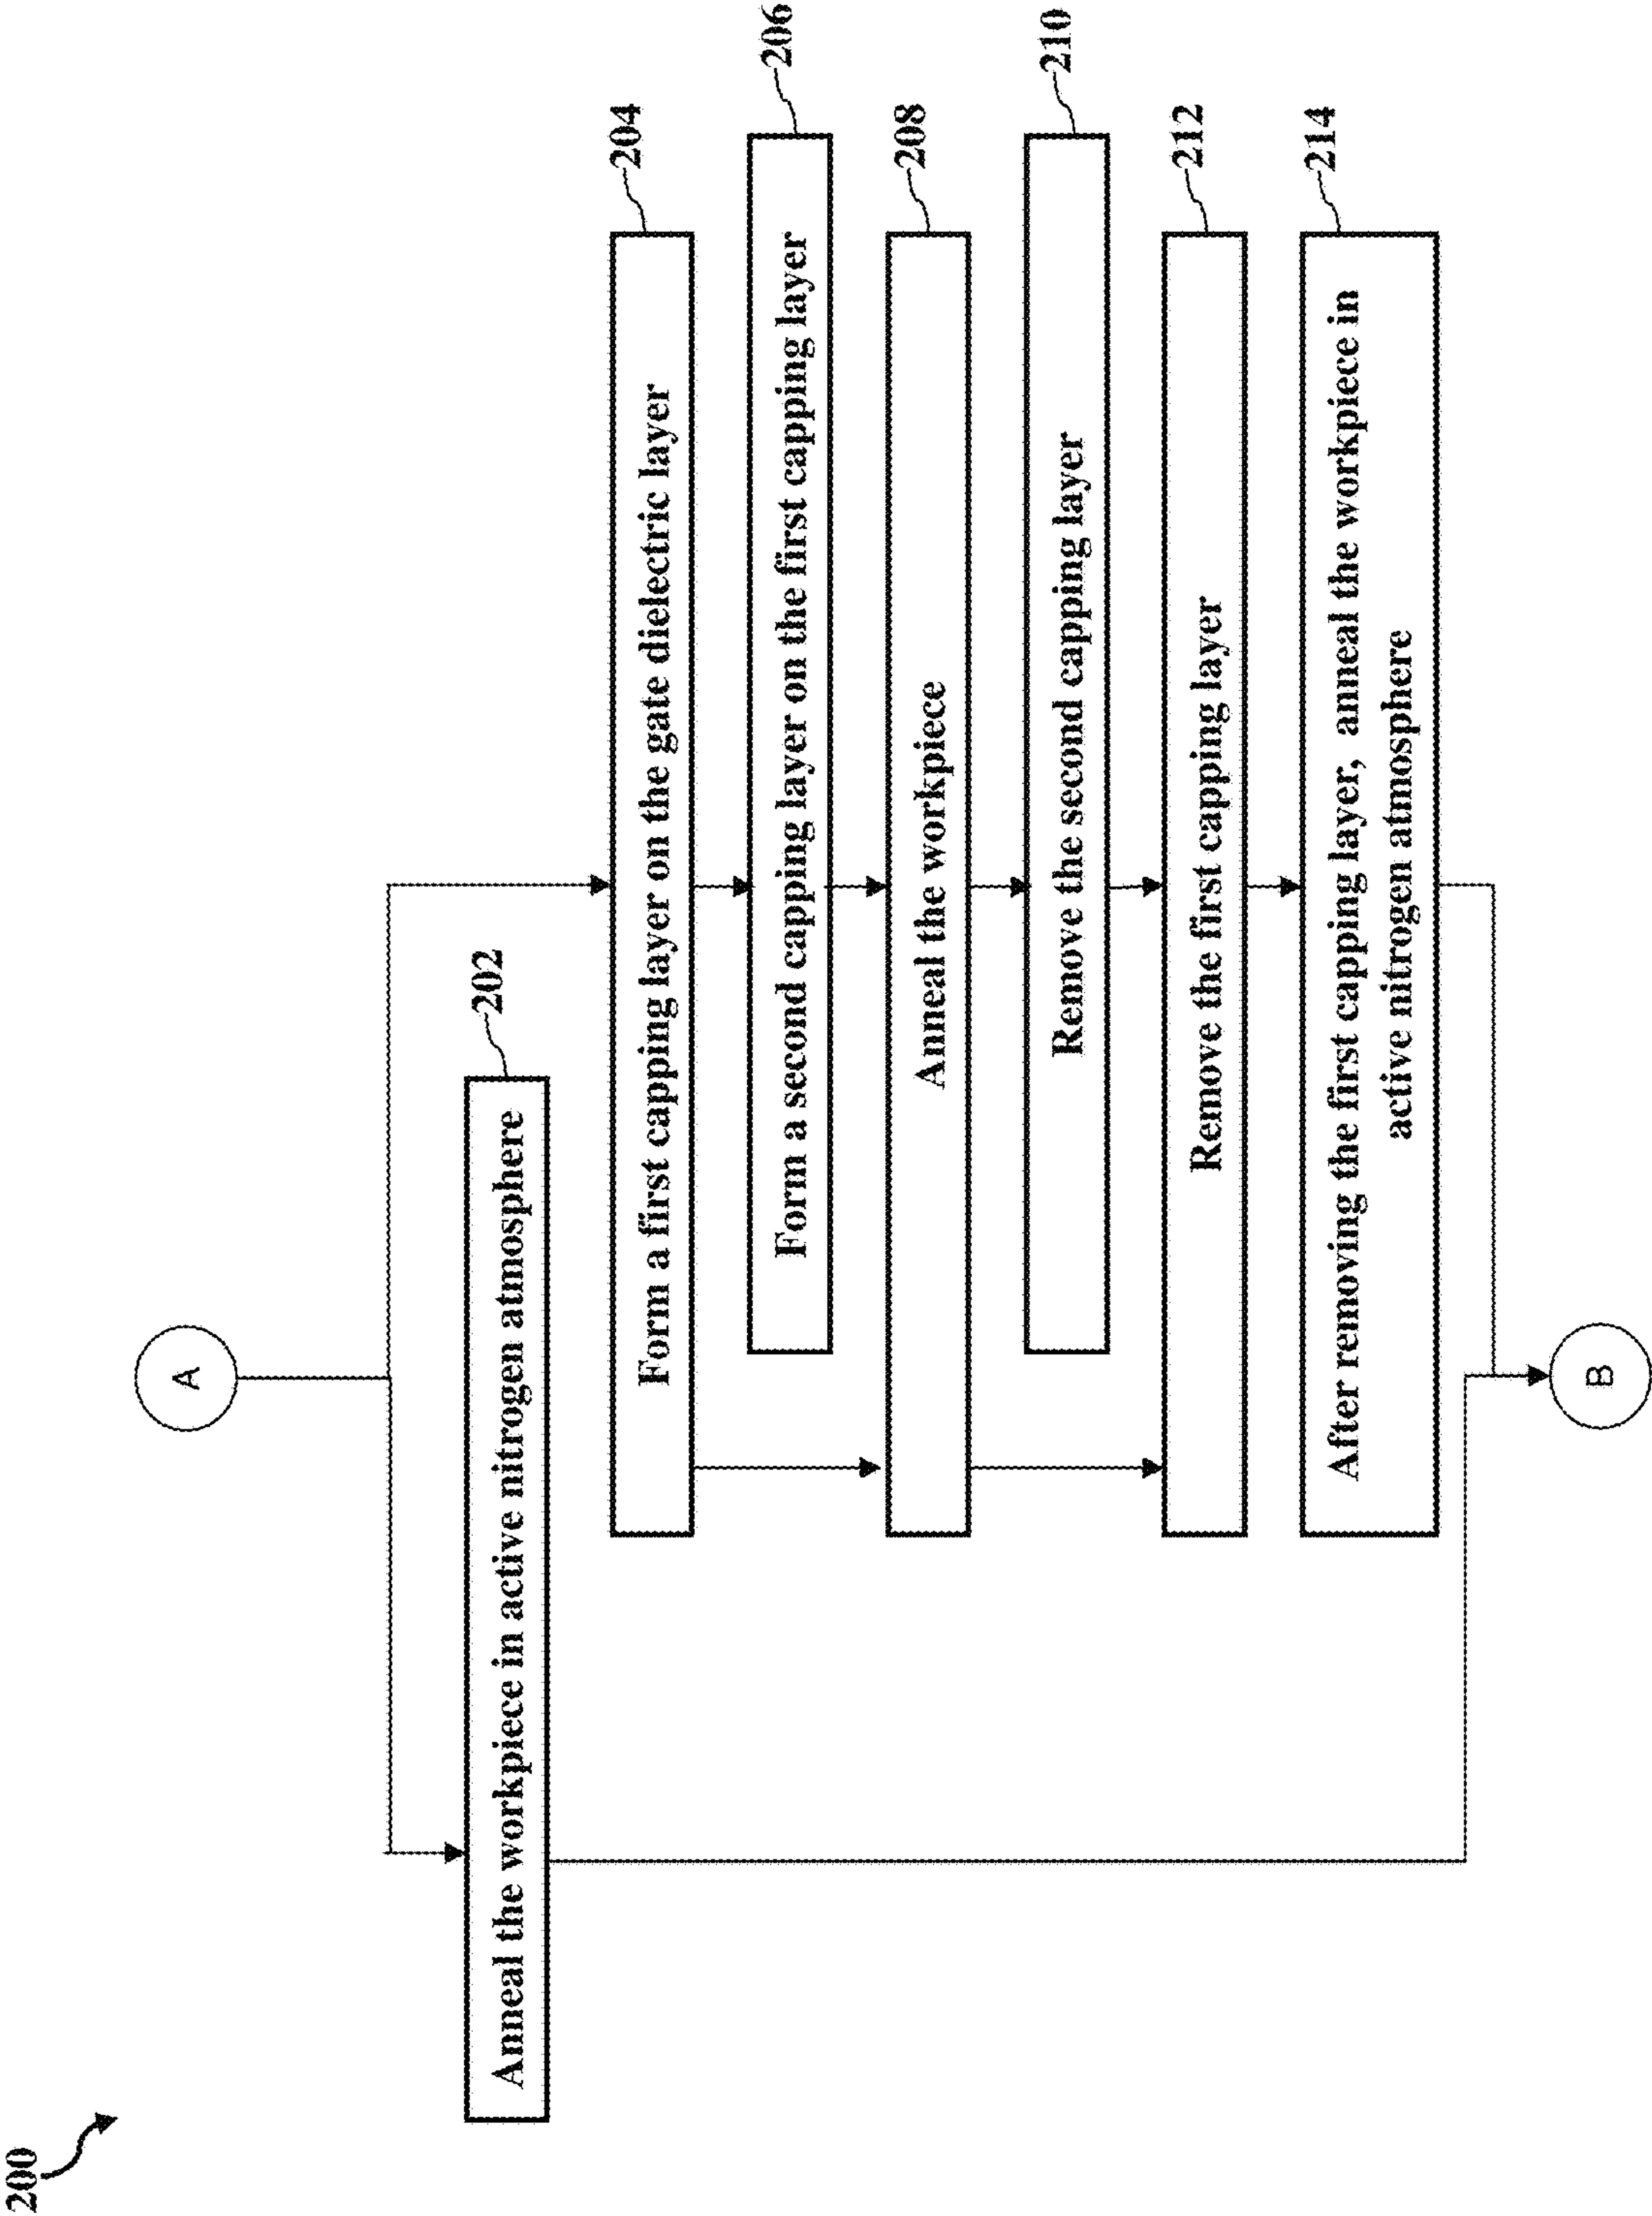 200
A
Anneal the workpiece in active nitrogen atmosphere
202
Form a first capping layer on the gate dielectric layer
204
Form a second capping layer on the first capping layer
206
Anneal the workpiece
208
Remove the second capping layer
210
Remove the first capping layer
212
After removing the first capping layer, anneal the workpiece in
active nitrogen atmosphere
214
B